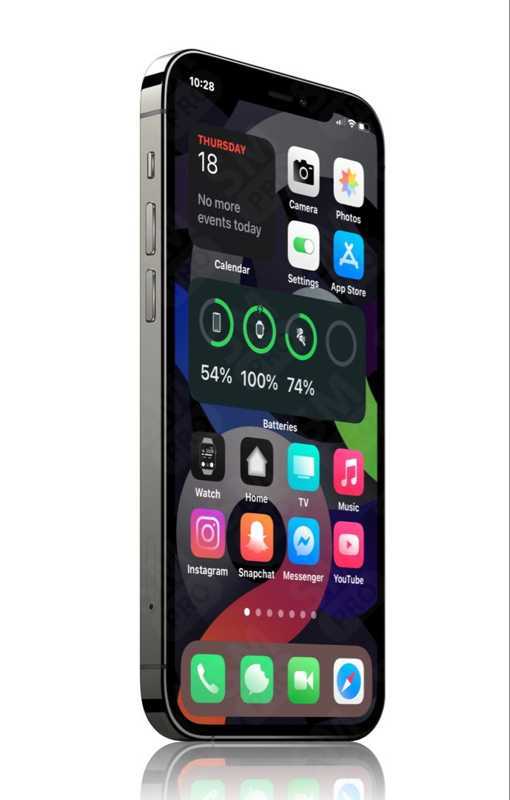 10:28
THURSDAY
18
No more
events today
Calendar
Camera
Photos
Settings
App Store
54% 100% 74%
Batteries
Watch
Home
TV
Music
Instagram
Snapchat
Messenger
YouTube